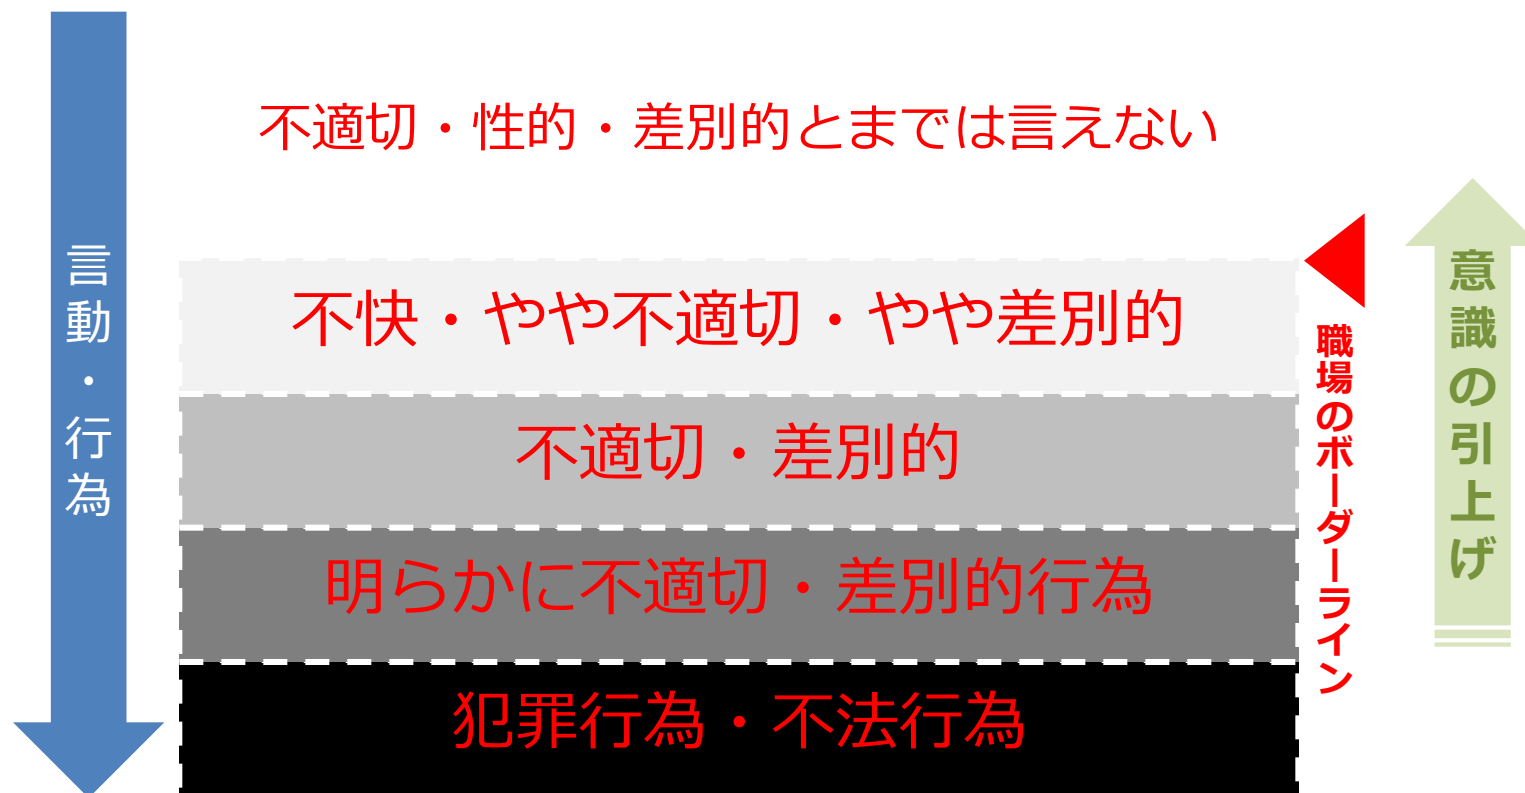 言動・行為
不適切・性的・差別的とまでは言えない
不快・やや不適切・やや差別的
不適切・差別的
明らかに不適切・差別的行為
犯罪行為・不法行為
職場のボーダーライン
意識の引上げ